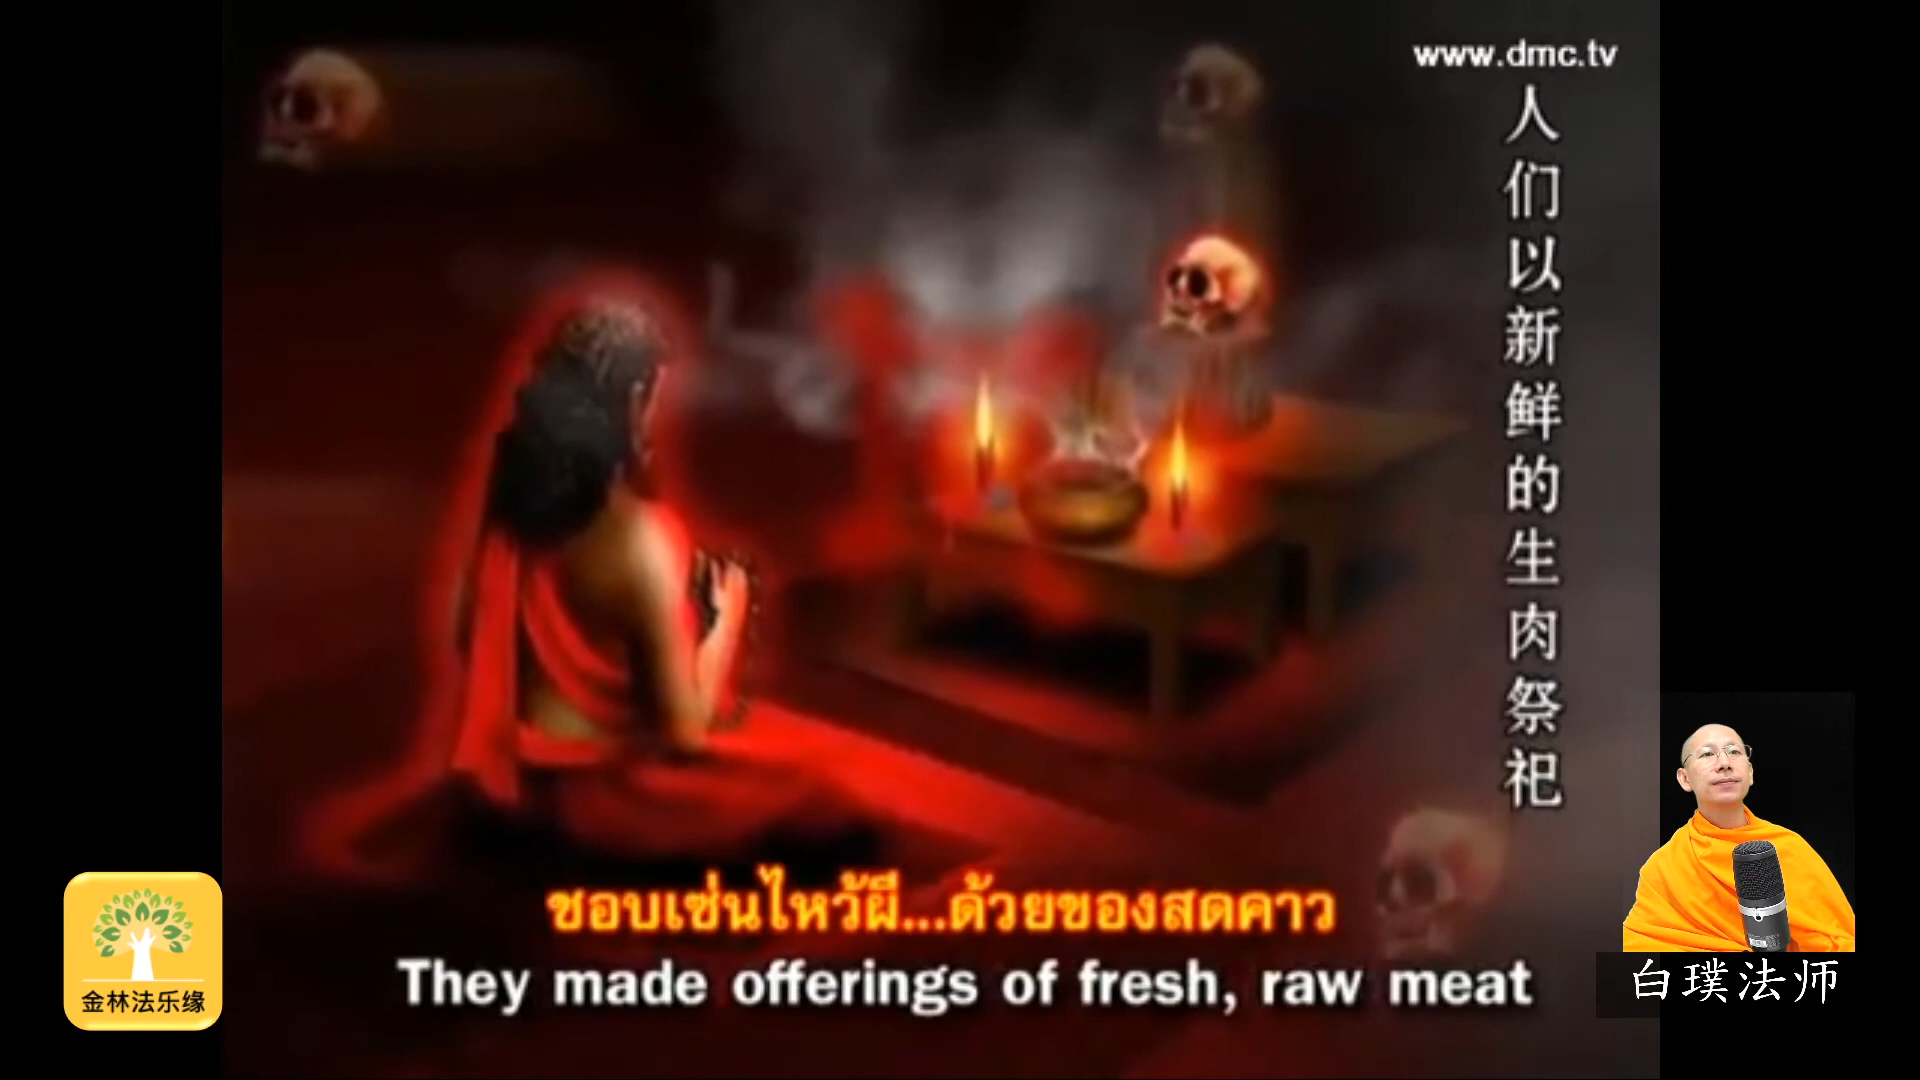 www.dmc.tv
人们以新鲜的生肉祭祀
ชอบเซ่นไหว้ผี...ด้วยของสดคาว
They made offerings of fresh, raw meat
金林法乐缘
白璞法师